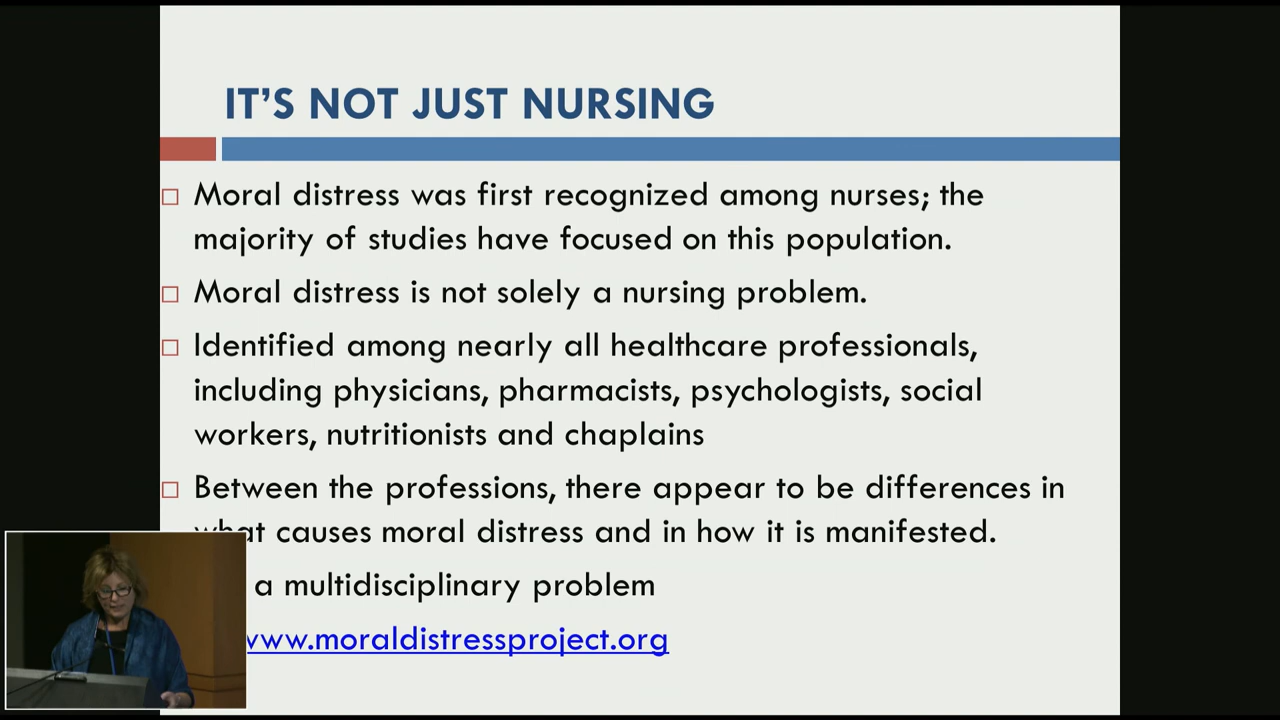 IT'S NOT JUST NURSING
Moral distress was first recognized among nurses; the
majority of studies have focused on this population.
Moral distress is not solely a nursing problem.
Identified among nearly all healthcare professionals,
including physicians, pharmacists, psychologists, social
workers, nutritionists and chaplains
Between the professions, there appear to be differences in
what causes moral distress and in how it is manifested.
a multidisciplinary problem
www.moraldistressproject.org